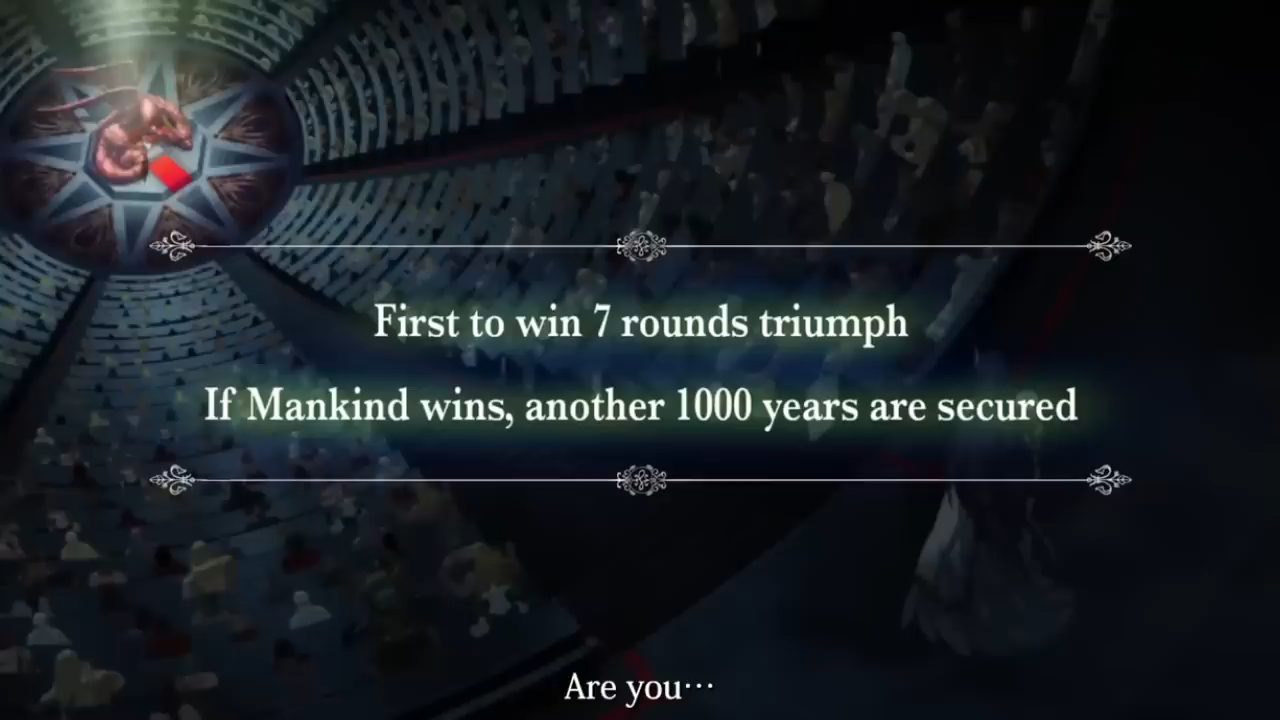 First to win 7 rounds triumph
If Mankind wins, another 1000 years are secured
Are you…